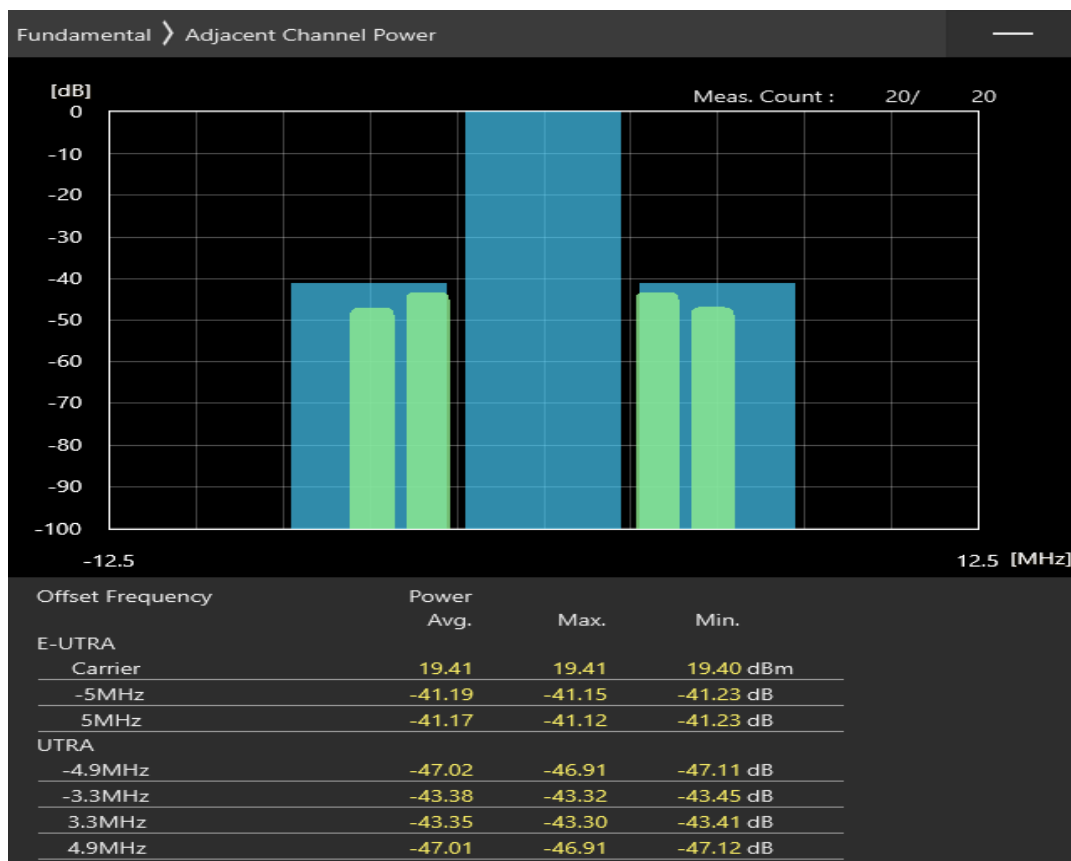 Fundamental ❯ Adjacent Channel Power
[dB]
Meas. Count : 20/ 20
0
-10
-20
-30
-40
-50
-60
-70
-80
-90
-100
-12.5 12.5 [MHz]
Offset Frequency Power
Avg. Max. Min.
E-UTRA
Carrier 19.41 19.41 19.40 dBm
-5MHz -41.19 -41.15 -41.23 dB
5MHz -41.17 -41.12 -41.23 dB
UTRA
-4.9MHz -47.02 -46.91 -47.11 dB
-3.3MHz -43.38 -43.32 -43.45 dB
3.3MHz -43.35 -43.30 -43.41 dB
4.9MHz -47.01 -46.91 -47.12 dB